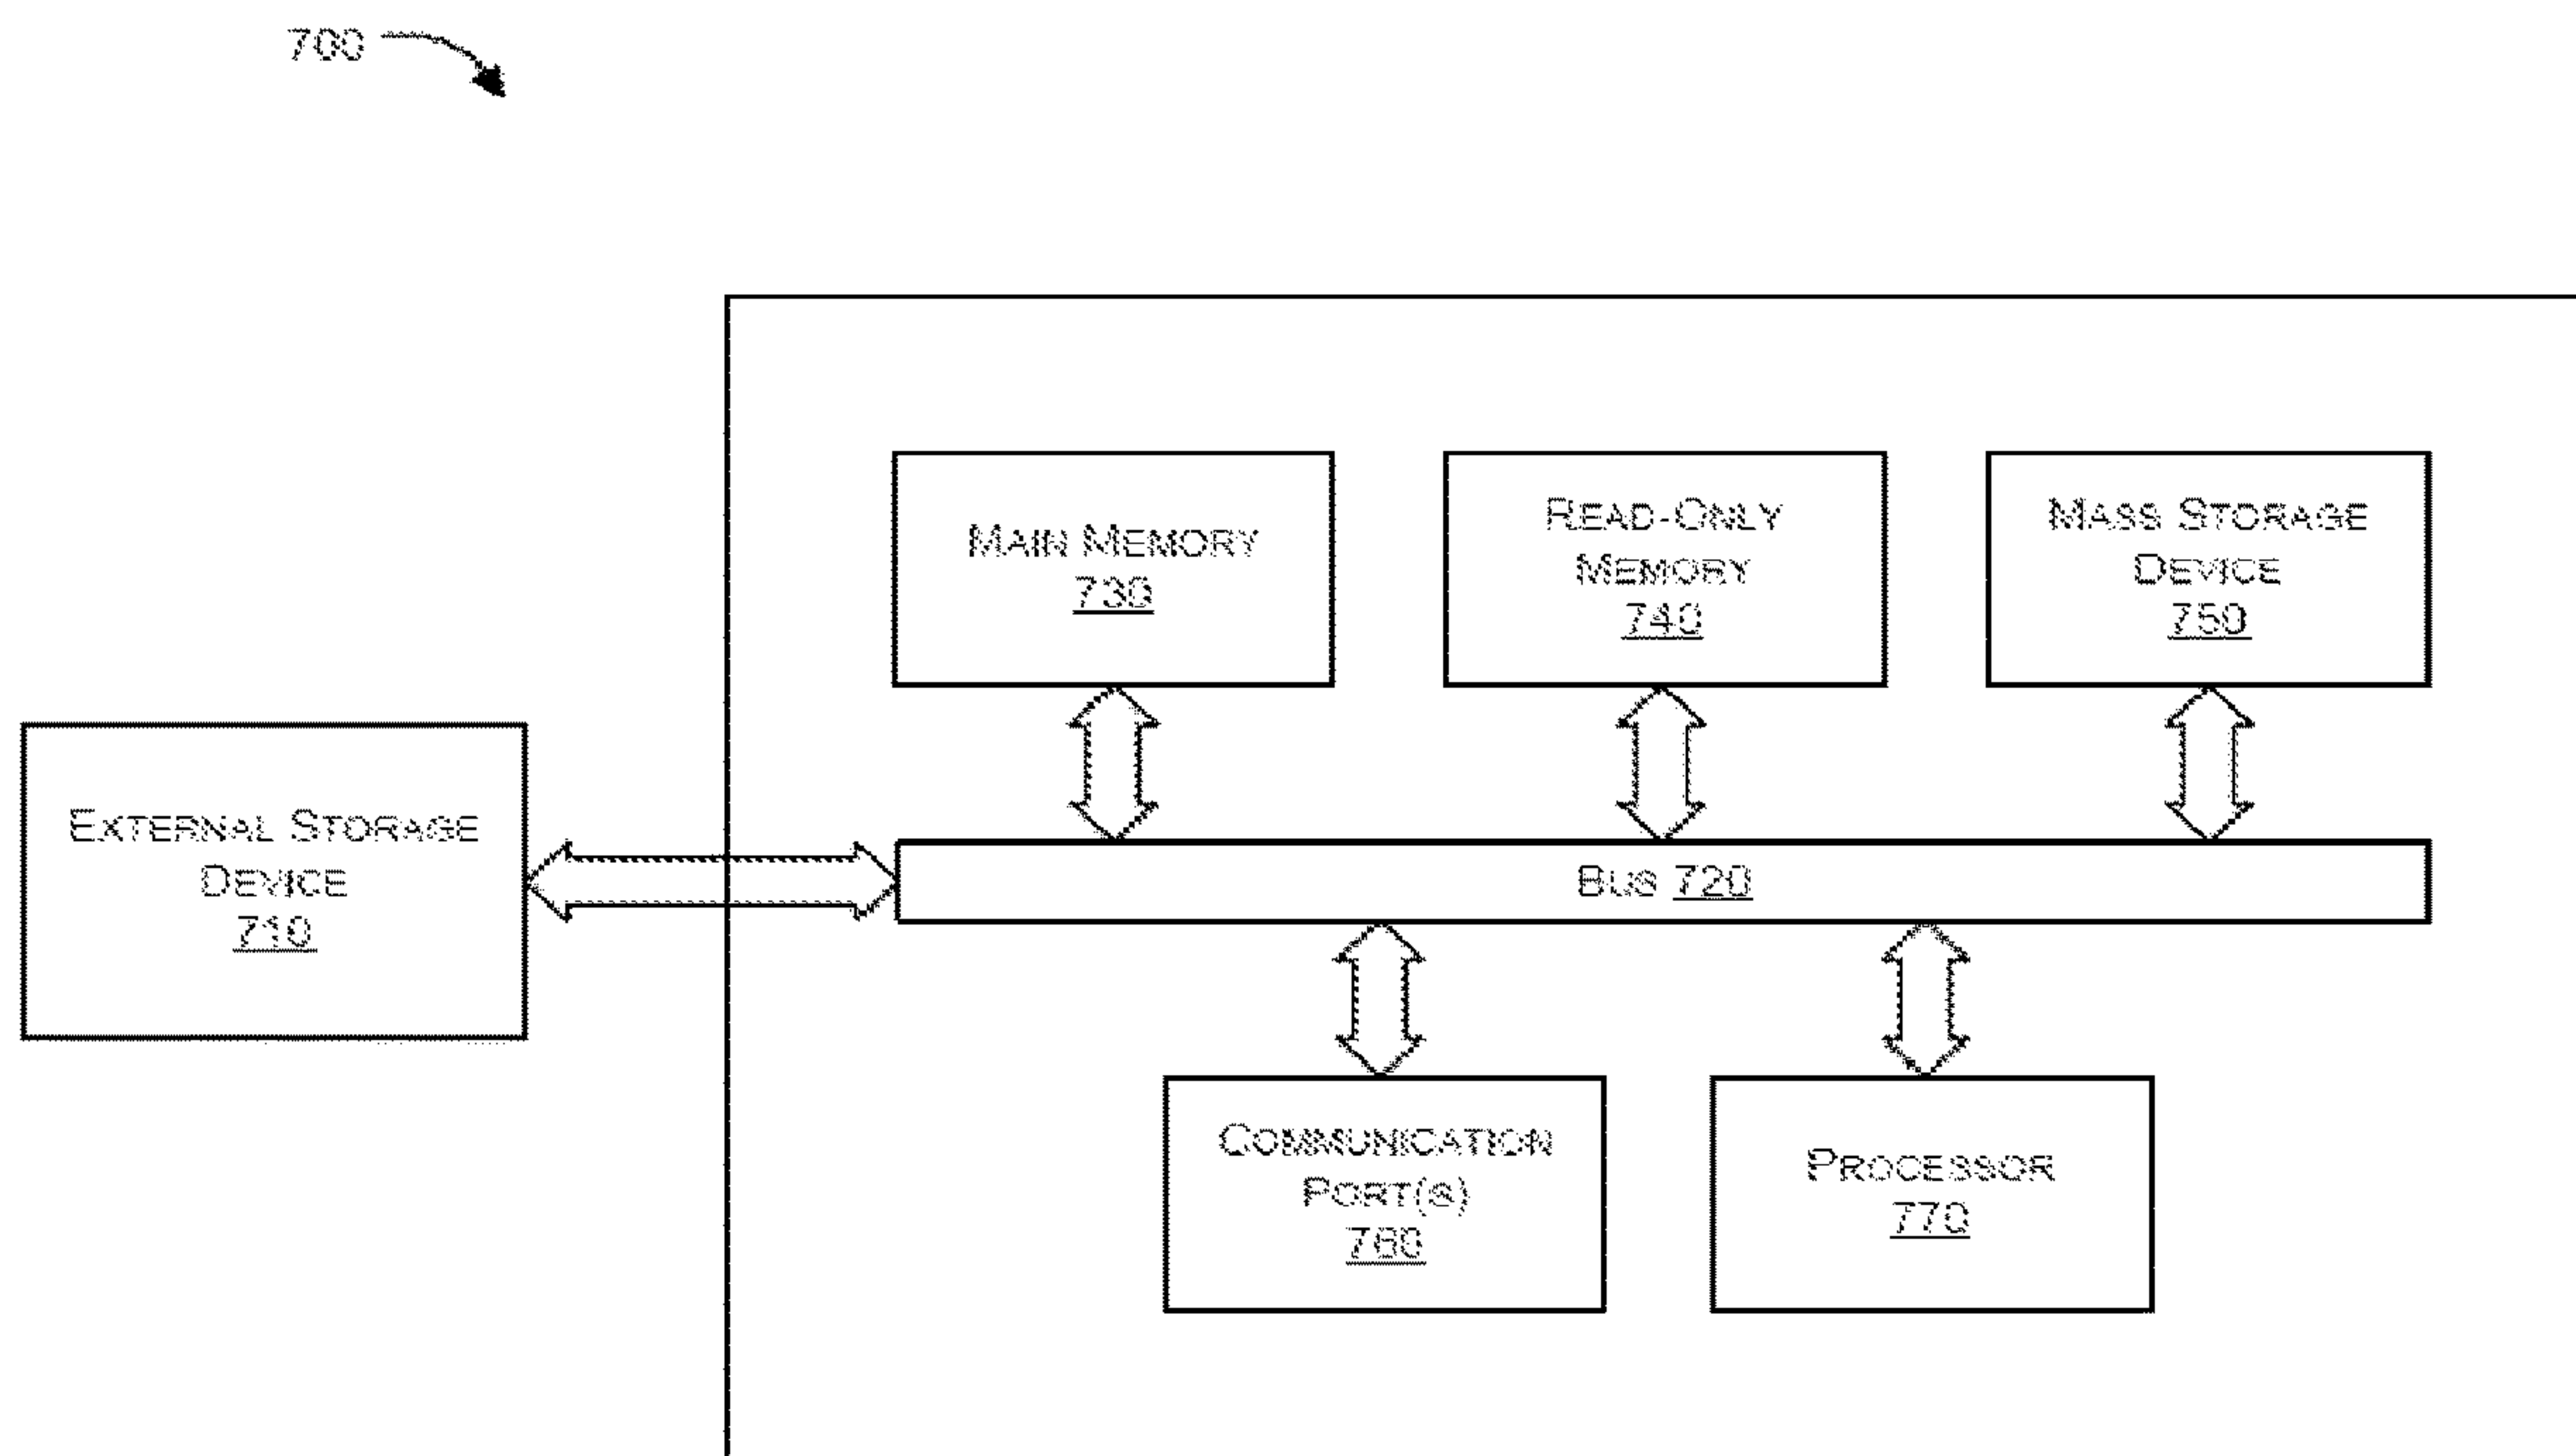 700
MAIN MEMORY
730
READ-ONLY
MEMORY
740
MASS STORAGE
DEVICE
750
EXTERNAL STORAGE
DEVICE
710
BUS 720
COMMUNICATION
PORT(S)
760
PROCESSOR
770